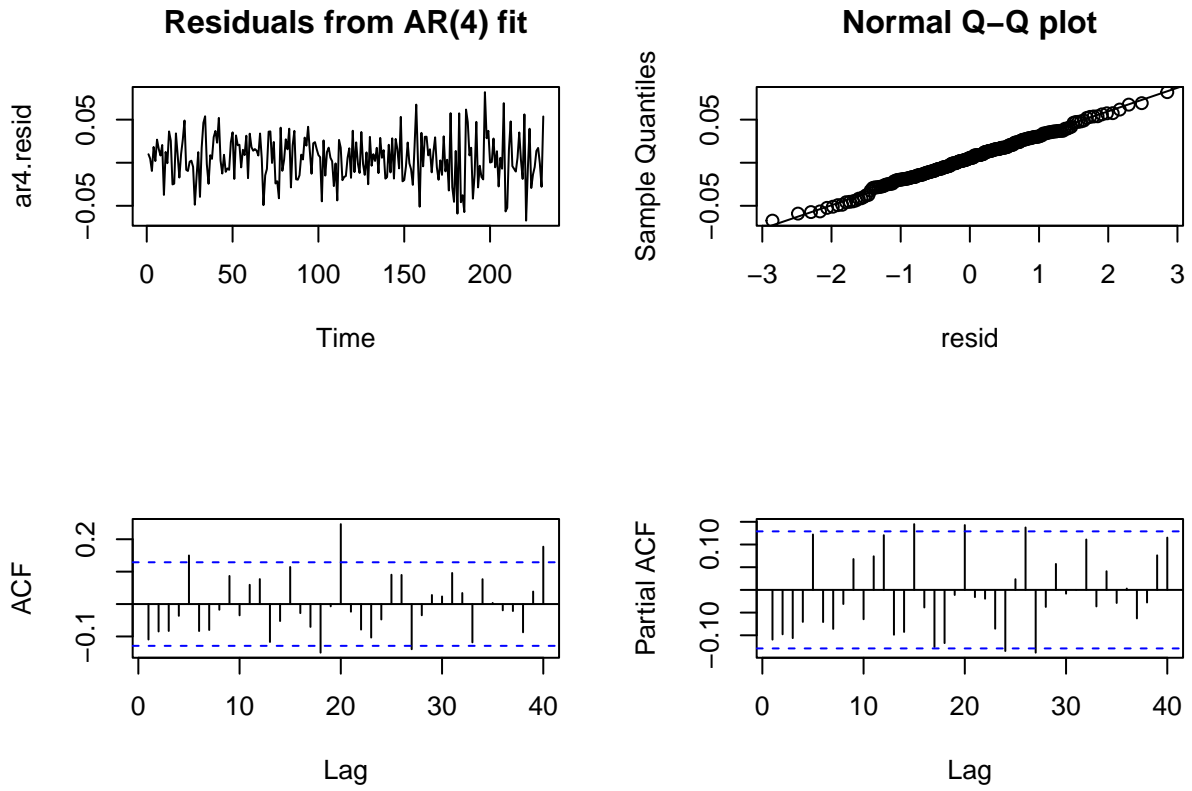 Residuals from AR(4) fit
ar4.resid
0.05
−0.05
0 50 100 150 200
Time
Normal Q−Q plot
Sample Quantiles
0.05
−0.05
−3 −2 −1 0 1 2 3
resid
ACF
0.2
−0.1
0 10 20 30 40
Lag
Partial ACF
0.10
−0.10
0 10 20 30 40
Lag